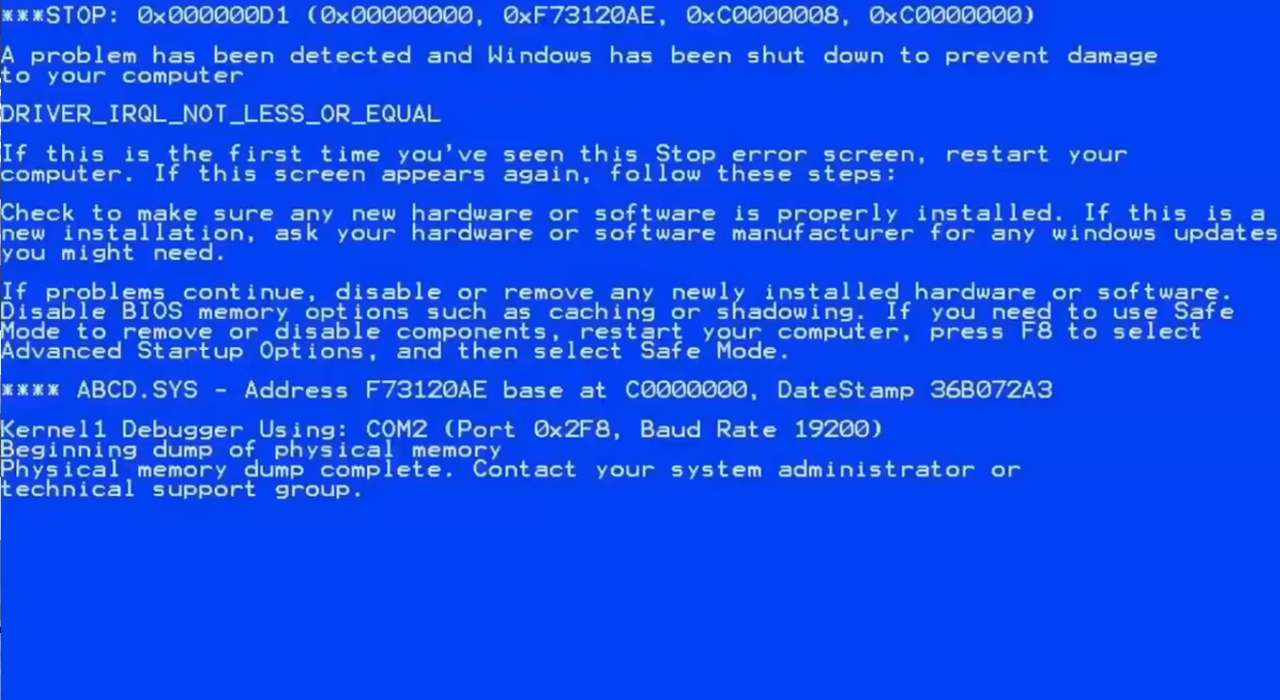 ***STOP: 0x000000D1 (0x00000000, 0xF73120AE, 0xC0000008, 0xC0000000)
A problem has been detected and Windows has been shut down to prevent damage
to your computer
DRIVER_IRQL_NOT_LESS_OR_EQUAL
If this is the first time you've seen this Stop error screen, restart your
computer. If this screen appears again, follow these steps:
Check to make sure any new hardware or software is properly installed. If this is a
new installation, ask your hardware or software manufacturer for any windows updates
you might need.
If problems continue, disable or remove any newly installed hardware or software.
Disable BIOS memory options such as caching or shadowing. If you need to use Safe
Mode to remove or disable components, restart your computer, press F8 to select
Advanced Startup Options, and then select Safe Mode.
**** ABCD.SYS - Address F73120AE base at C0000000, DateStamp 36B072A3
Kernel1 Debugger Using: COM2 (Port 0x2F8, Baud Rate 19200)
Beginning dump of physical memory
Physical memory dump complete. Contact your system administrator or
technical support group.